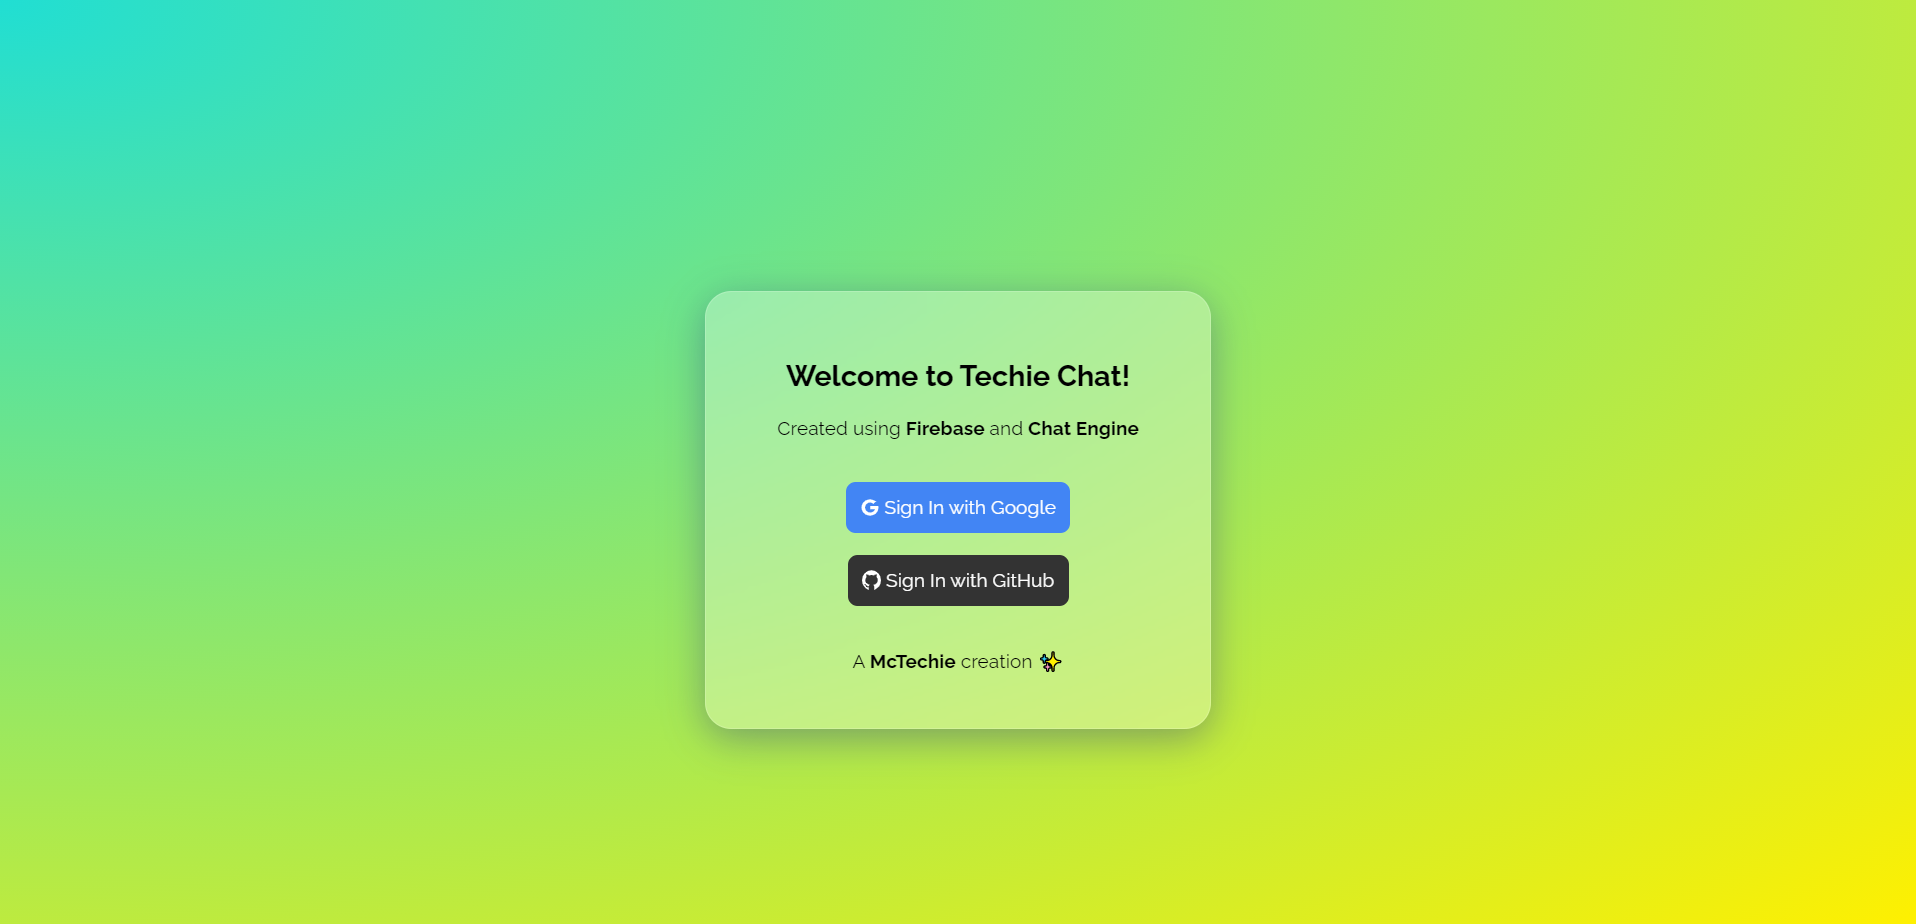 Welcome to Techie Chat!
Created using Firebase and Chat Engine
Sign In with Google
Sign In with GitHub
A McTechie creation ✨